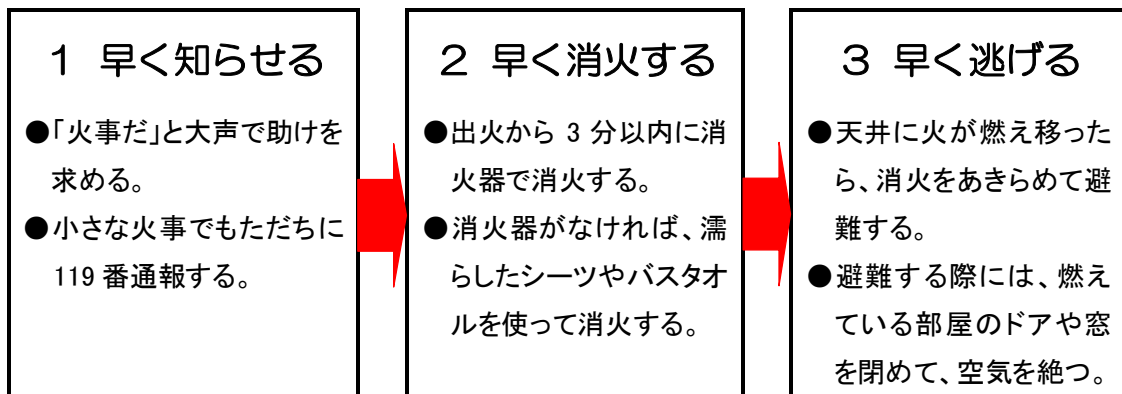 1 早く知らせる
●「火事だ」と大声で助けを
求める。
●小さな火事でもただちに
119 番通報する。
2 早く消火する
●出火から 3 分以内に消
火器で消火する。
●消火器がなければ、濡
らしたシーツやバスタオ
ルを使って消火する。
3 早く逃げる
●天井に火が燃え移った
ら、消火をあきらめて避
難する。
●避難する際には、燃え
ている部屋のドアや窓
を閉めて、空気を絶つ。